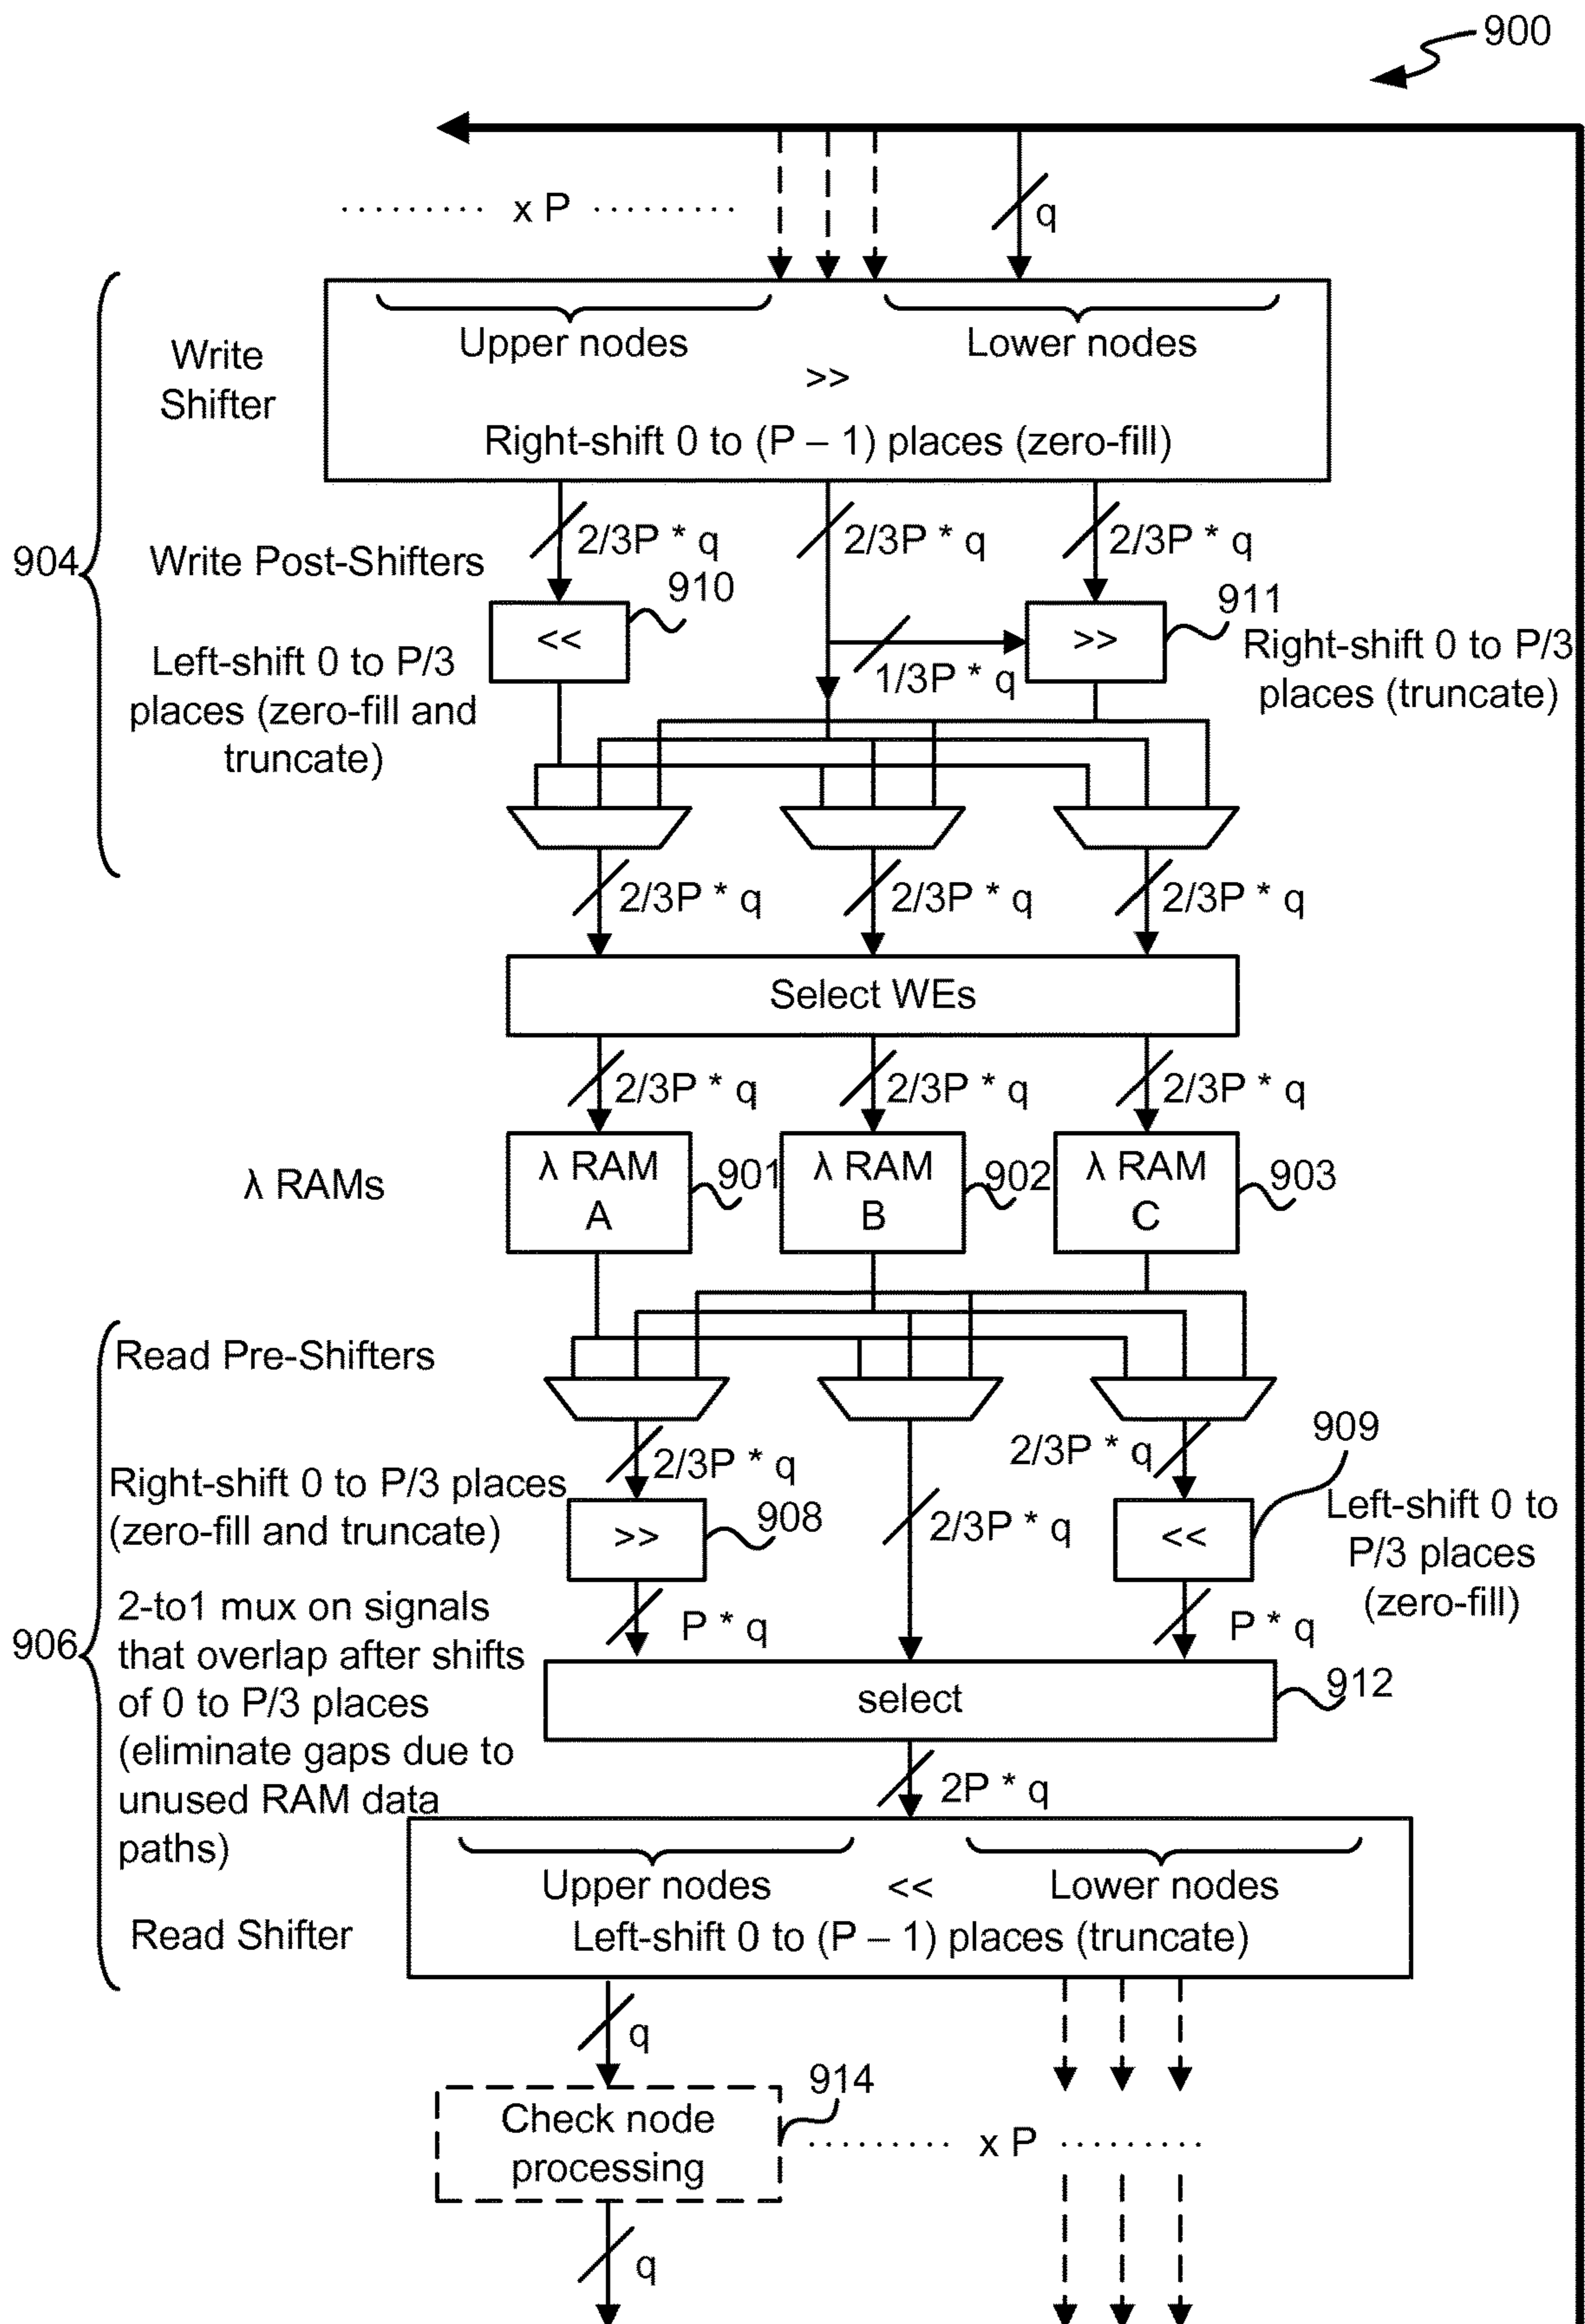 900
········· x P ·········
q
Upper nodes
Lower nodes
>>
Right-shift 0 to (P – 1) places (zero-fill)
Write
Shifter
904
2/3P * q
2/3P * q
2/3P * q
Write Post-Shifters
910
<<
911
>>
1/3P * q
Left-shift 0 to P/3
places (zero-fill and
truncate)
Right-shift 0 to P/3
places (truncate)
2/3P * q
2/3P * q
2/3P * q
Select WEs
2/3P * q
2/3P * q
2/3P * q
λ RAMs
λ RAM
A
901
λ RAM
B
902
λ RAM
C
903
Read Pre-Shifters
906
2/3P * q
2/3P * q
2/3P * q
909
Right-shift 0 to P/3 places
(zero-fill and truncate)
>>
908
<<
Left-shift 0 to
P/3 places
(zero-fill)
P * q
P * q
2-to1 mux on signals
that overlap after shifts
of 0 to P/3 places
(eliminate gaps due to
unused RAM data
paths)
select
912
2P * q
Upper nodes
<<
Lower nodes
Left-shift 0 to (P – 1) places (truncate)
Read Shifter
q
Check node
processing
914
········· x P ·········
q